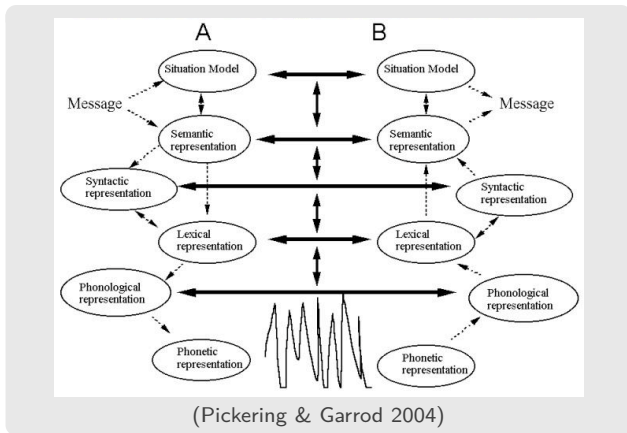 A B
Situation Model
Situation Model
Message
Message
Semantic
representation
Semantic
representation
Syntactic
representation
Syntactic
representation
Lexical
representation
Lexical
representation
Phonological
representation
Phonological
representation
Phonetic
representation
Phonetic
representation
(Pickering & Garrod 2004)